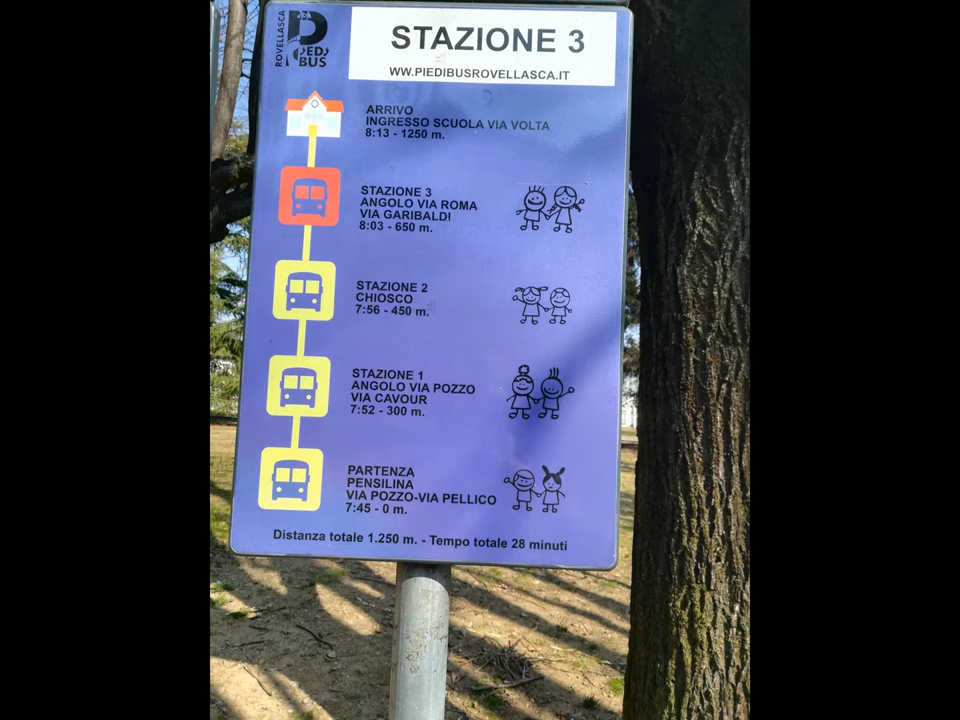 ROVELLASCA
PIEDI
BUS
STAZIONE 3
WW.PIEDIBUSROVELLASCA.IT
ARRIVO
INGRESSO SCUOLA VIA VOLTA
8:13 - 1250 m.
STAZIONE 3
ANGOLO VIA ROMA
VIA GARIBALDI
8:03 - 650 m.
STAZIONE 2
CHIOSCO
7:56 - 450 m.
STAZIONE 1
ANGOLO VIA POZZO
VIA CAVOUR
7:52 - 300 m.
PARTENZA
PENSILINA
VIA POZZO-VIA PELLICO
7:45 - 0 m.
Distanza totale 1.250 m. - Tempo totale 28 minuti